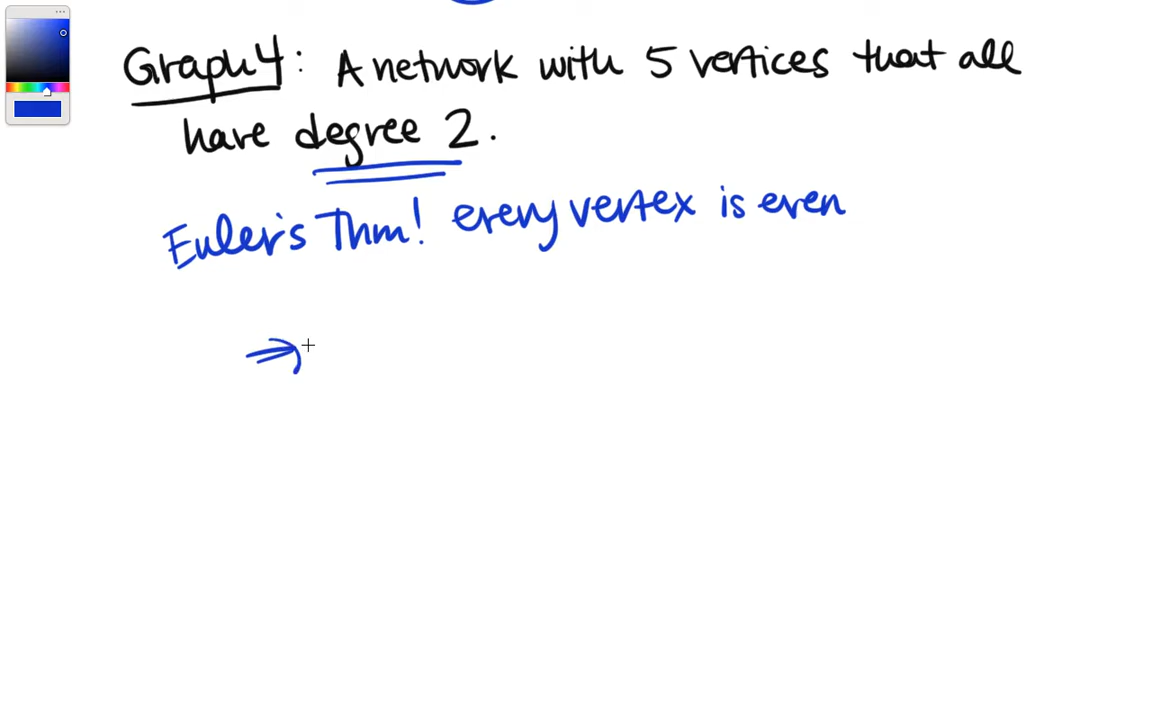 Graph 4: A network with 5 vertices that all
have degree 2.
Euler's Thm! every vertex is even
⇒